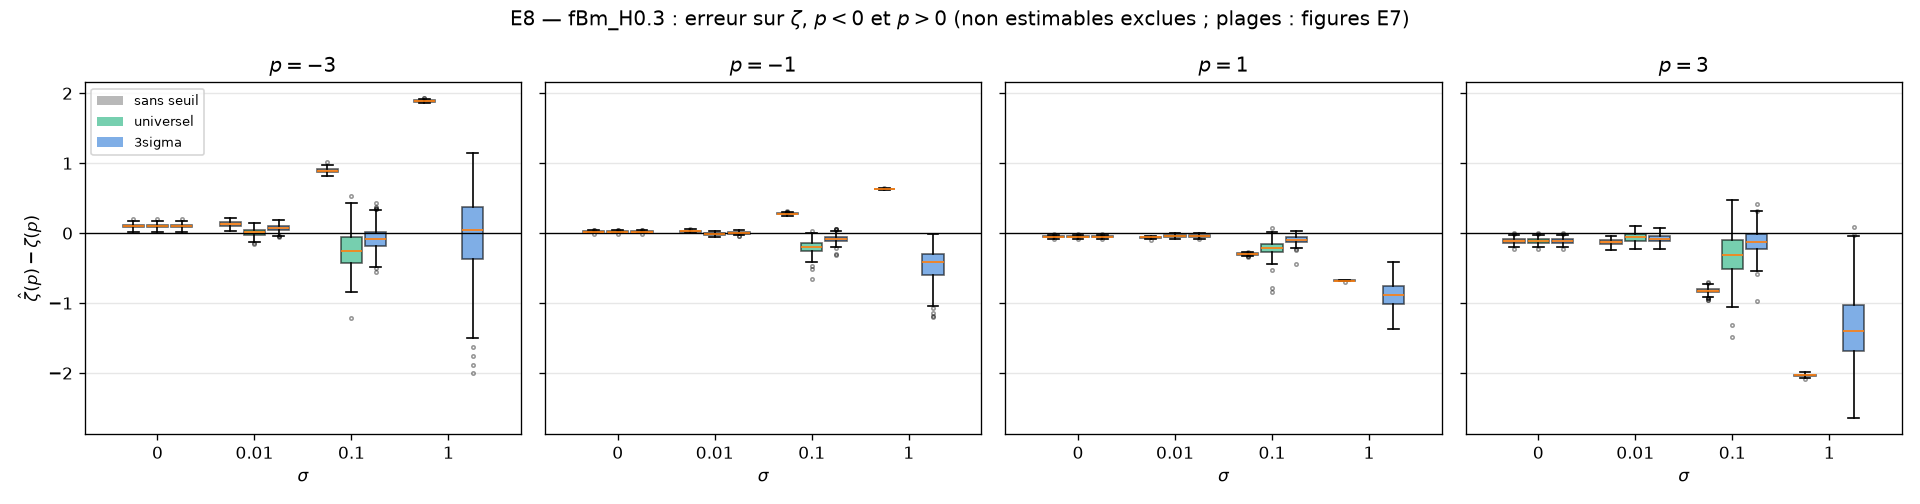 E8 — fBm_H0.3 : erreur sur ζ, p < 0 et p > 0 (non estimables exclues ; plages : figures E7)
p = −3
p = −1
p = 1
p = 3
sans seuil
universel
3sigma
ζ̂(p) − ζ(p)
2
1
0
−1
−2
0 0.01 0.1 1
0 0.01 0.1 1
0 0.01 0.1 1
0 0.01 0.1 1
σ
σ
σ
σ